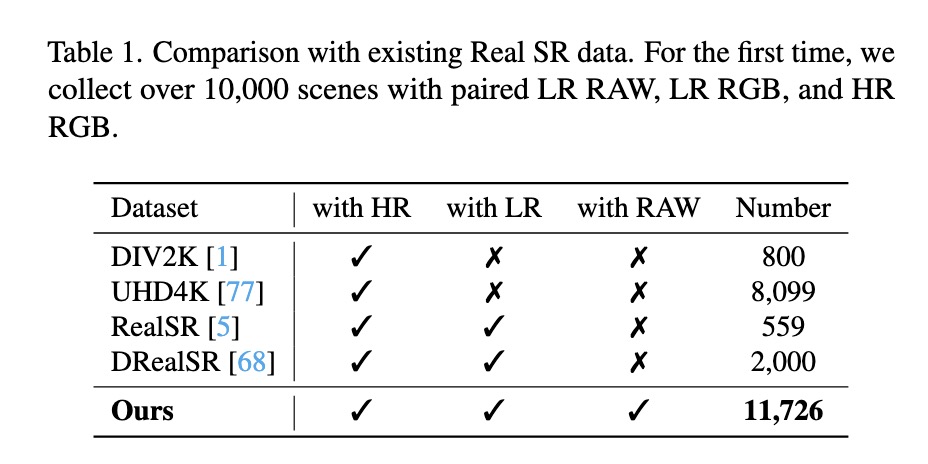 Table 1. Comparison with existing Real SR data. For the first time, we
collect over 10,000 scenes with paired LR RAW, LR RGB, and HR
RGB.
Dataset with HR with LR with RAW Number
DIV2K [1] ✓ ✗ ✗ 800
UHD4K [77] ✓ ✗ ✗ 8,099
RealSR [5] ✓ ✓ ✗ 559
DRealSR [68] ✓ ✓ ✗ 2,000
Ours ✓ ✓ ✓ 11,726